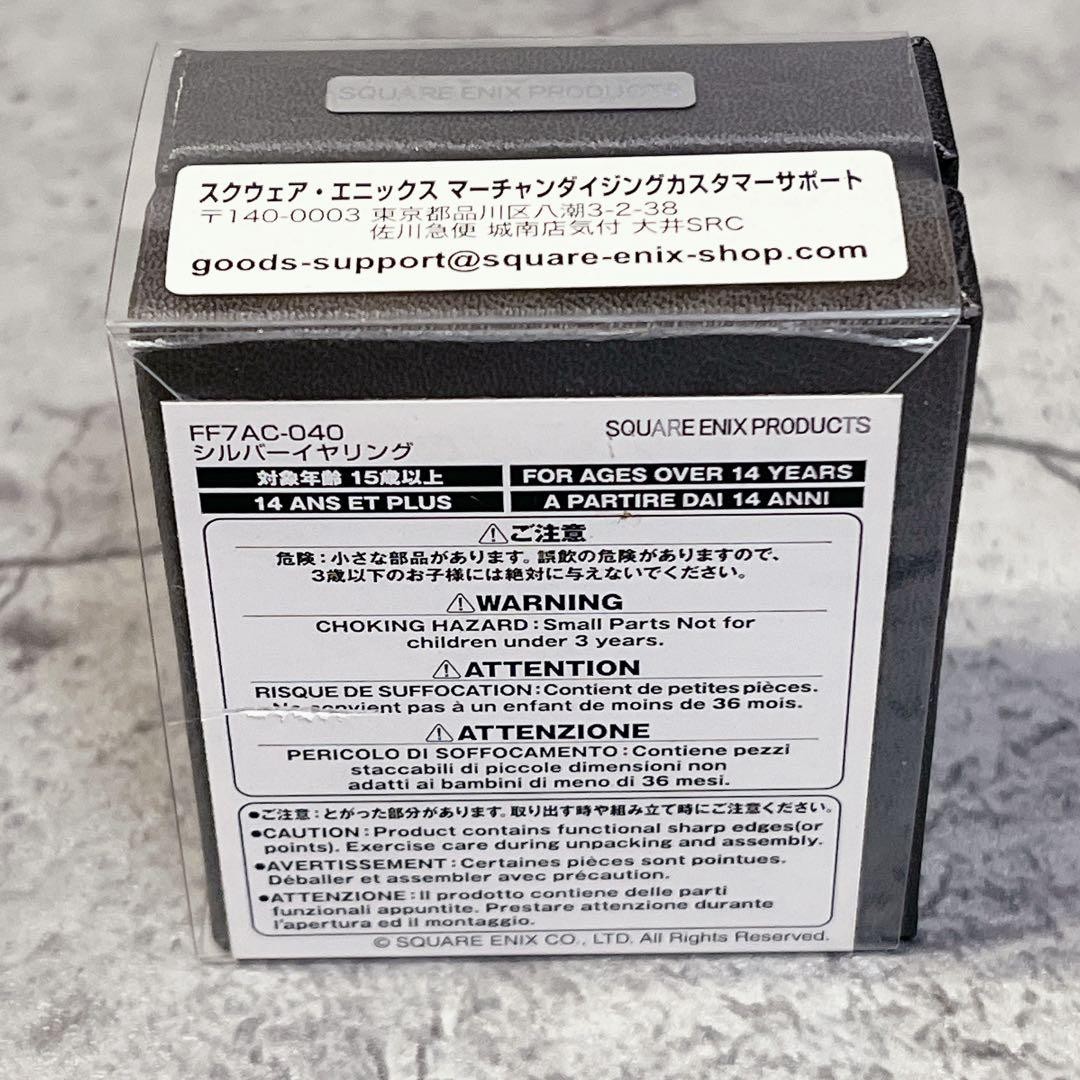 SQUARE ENIX PRODUCTS
スクウェア・エニックス マーチャンダイジングカスタマーサポート
〒140-0003 東京都品川区八潮3-2-38
佐川急便 城南店気付 大井SRC
goods-support@square-enix-shop.com
FF7AC-040
SQUARE ENIX PRODUCTS
シルバーイヤリング
対象年齢 15歳以上
FOR AGES OVER 14 YEARS
14 ANS ET PLUS
A PARTIRE DAI 14 ANNI
⚠ご注意
危険：小さな部品があります。誤飲の危険がありますので、
3歳以下のお子様には絶対に与えないでください。
⚠WARNING
CHOKING HAZARD：Small Parts Not for
children under 3 years.
⚠ATTENTION
RISQUE DE SUFFOCATION：Contient de petites pièces.
Ne convient pas à un enfant de moins de 36 mois.
⚠ATTENZIONE
PERICOLO DI SOFFOCAMENTO：Contiene pezzi
staccabili di piccole dimensioni non
adatti ai bambini di meno di 36 mesi.
●ご注意：とがった部分があります。取り出す時や組み立て時にご注意ください。
●CAUTION：Product contains functional sharp edges(or
points). Exercise care during unpacking and assembly.
●AVERTISSEMENT：Certaines pièces sont pointues.
Déballer et assembler avec précaution.
●ATTENZIONE：Il prodotto contiene delle parti
funzionali appuntite. Prestare attenzione durante
l'apertura ed il montaggio.
© SQUARE ENIX CO., LTD. All Rights Reserved.